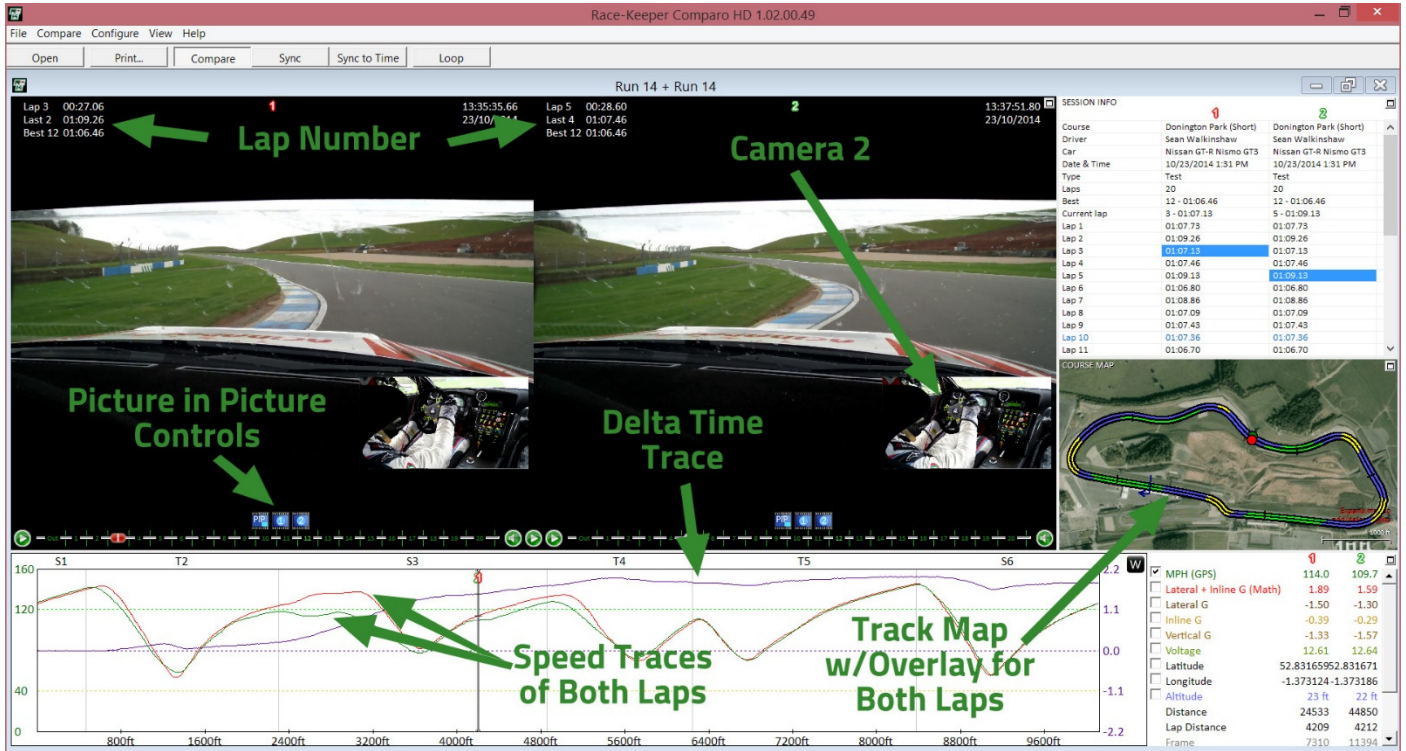 Race-Keeper Comparo HD 1.02.00.49
File Compare Configure View Help
Open Print... Compare Sync Sync to Time Loop
Run 14 + Run 14
Lap 3 00:27.06 1 13:35:35.66
Last 2 01:09.26 23/10/2014
Best 12 01:06.46
Lap 5 00:28.60 2 13:37:51.80
Last 4 01:07.46 23/10/2014
Best 12 01:06.46
Lap Number
Camera 2
Picture in Picture
Controls
Delta Time
Trace
PIP 1 2
PIP 1 2
SESSION INFO
1 2
Course Donington Park (Short) Donington Park (Short)
Driver Sean Walkinshaw Sean Walkinshaw
Car Nissan GT-R Nismo GT3 Nissan GT-R Nismo GT3
Date & Time 10/23/2014 1:31 PM 10/23/2014 1:31 PM
Type Test Test
Laps 20 20
Best 12 - 01:06.46 12 - 01:06.46
Current lap 3 - 01:07.13 5 - 01:09.13
Lap 1 01:07.73 01:07.73
Lap 2 01:09.26 01:09.26
Lap 3 01:07.13 01:07.13
Lap 4 01:07.46 01:07.46
Lap 5 01:09.13 01:09.13
Lap 6 01:06.80 01:06.80
Lap 7 01:08.86 01:08.86
Lap 8 01:07.09 01:07.09
Lap 9 01:07.43 01:07.43
Lap 10 01:07.36 01:07.36
Lap 11 01:06.70 01:06.70
COURSE MAP
1000 ft
S1 T2 S3 T4 T5 S6
160 2.2 W
120 1.1
80 0.0
40 -1.1
0 -2.2
800ft 1600ft 2400ft 3200ft 4000ft 4800ft 5600ft 6400ft 7200ft 8000ft 8800ft 9600ft
Speed Traces
of Both Laps
Track Map
w/Overlay for
Both Laps
1 2
MPH (GPS) 114.0 109.7
Lateral + Inline G (Math) 1.89 1.59
Lateral G -1.50 -1.30
Inline G -0.39 -0.29
Vertical G -1.33 -1.57
Voltage 12.61 12.64
Latitude 52.83165952.831671
Longitude -1.373124-1.373186
Altitude 23 ft 22 ft
Distance 24533 44850
Lap Distance 4209 4212
Frame 7310 11394